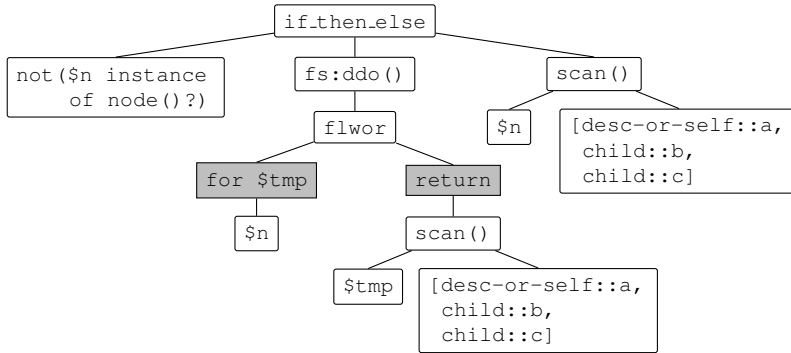 if_then_else
not($n instance
of node()?)
fs:ddo()
scan()
flwor
$n
[desc-or-self::a,
child::b,
child::c]
for $tmp
return
$n
scan()
$tmp
[desc-or-self::a,
child::b,
child::c]